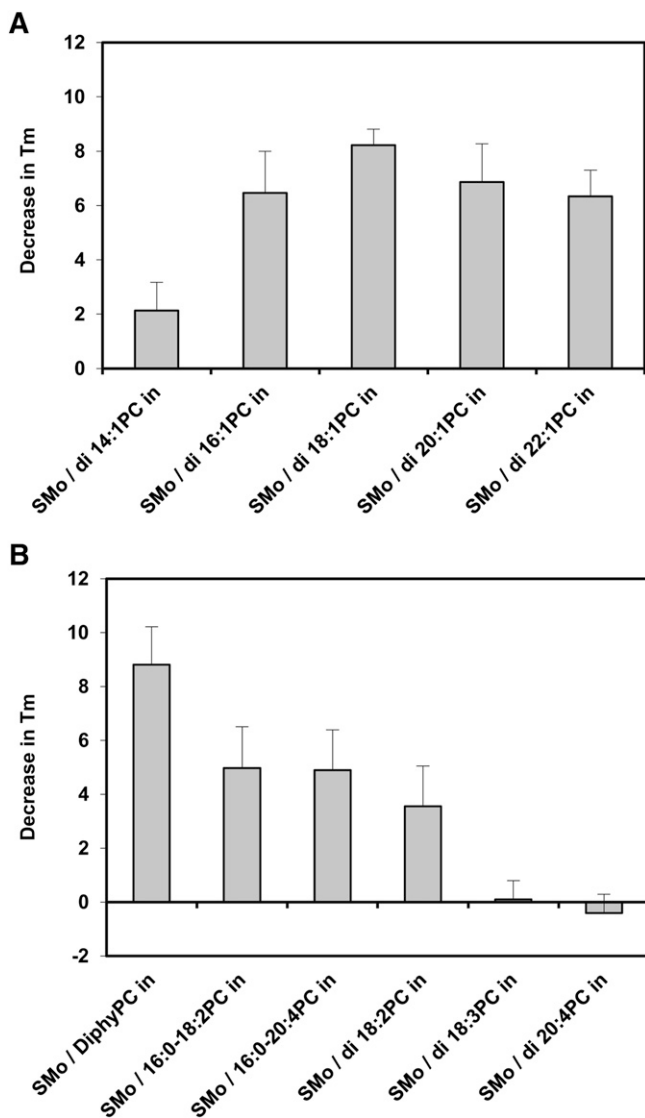 A
12
10
8
6
4
2
0
Decrease in Tm
SMo / di 14:1PC in
SMo / di 16:1PC in
SMo / di 18:1PC in
SMo / di 20:1PC in
SMo / di 22:1PC in
B
12
10
8
6
4
2
0
-2
Decrease in Tm
SMo / DiphyPC in
SMo / 16:0-18:2PC in
SMo / 16:0-20:4PC in
SMo / di 18:2PC in
SMo / di 18:3PC in
SMo / di 20:4PC in